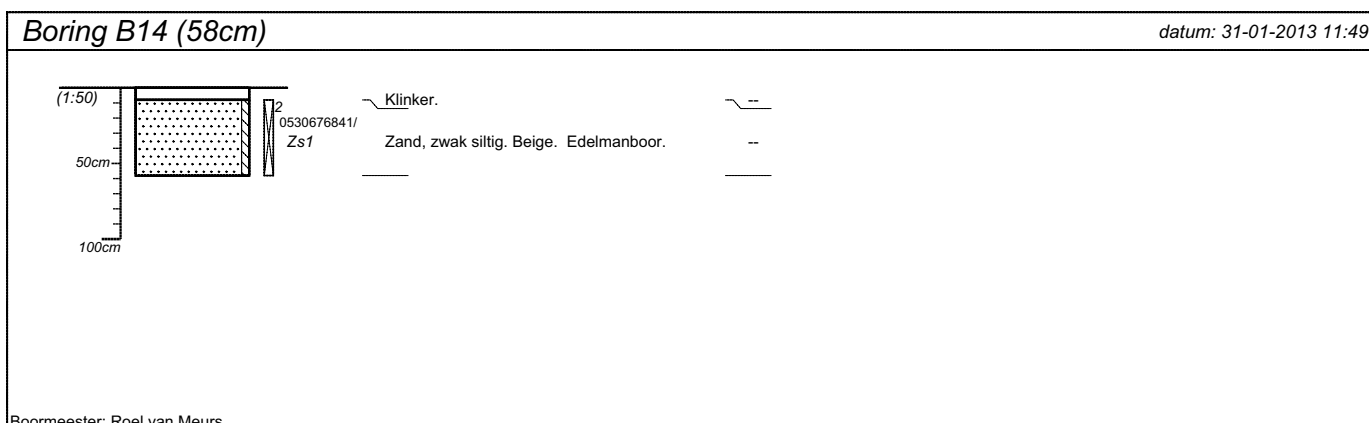 Boring B14 (58cm)
datum: 31-01-2013 11:49
(1:50)
2
Klinker.
--
0530676841/
Zs1
Zand, zwak siltig. Beige. Edelmanboor.
--
50cm
100cm
Boormeester: Roel van Meurs